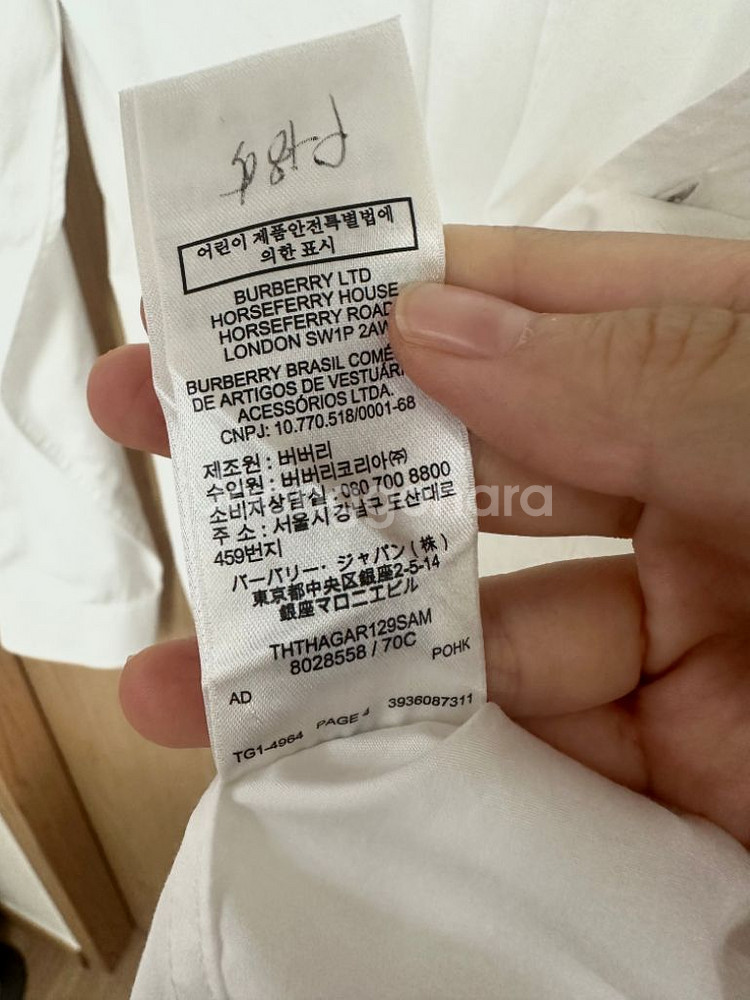 어린이 제품안전특별법에
의한 표시
BURBERRY LTD
HORSEFERRY HOUSE
HORSEFERRY ROAD
LONDON SW1P 2AW
BURBERRY BRASIL COMÉ
DE ARTIGOS DE VESTUÁRI
ACESSÓRIOS LTDA.
CNPJ: 10.770.518/0001-68
제조원 : 버버리
수입원 : 버버리코리아㈜
소비자상담실 : 080 700 8800
주 소 : 서울시 강남구 도산대로
459번지
バーバリー・ジャパン(株)
東京都中央区銀座2-5-14
銀座マロニエビル
THTHAGAR129SAM
8028558 / 70C
POHK
AD
TG1-4964 PAGE 4 3936087311